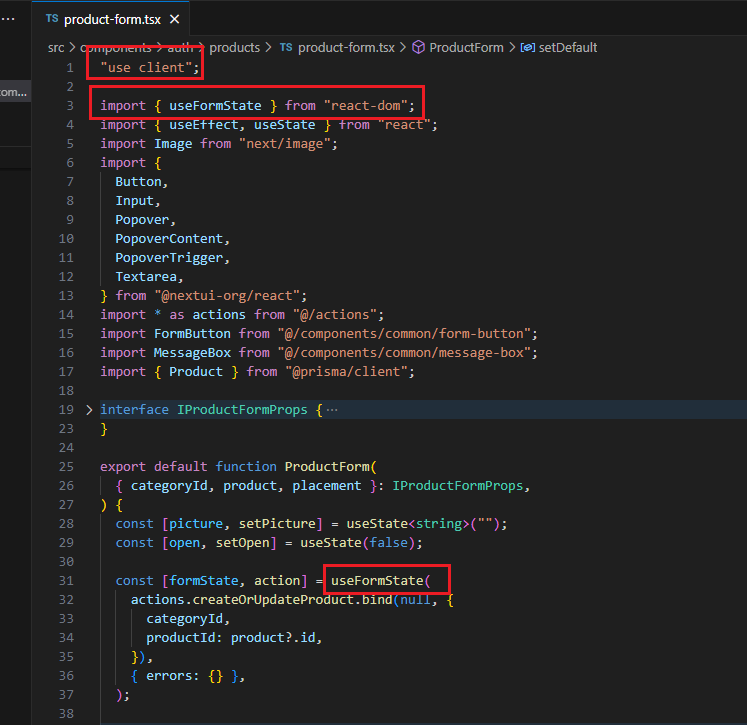 ...
TS product-form.tsx ×
src > components > auth > products > TS product-form.tsx > ProductForm > setDefault
om...
1 "use client";
2
3 import { useFormState } from "react-dom";
4 import { useEffect, useState } from "react";
5 import Image from "next/image";
6 import {
7 Button,
8 Input,
9 Popover,
10 PopoverContent,
11 PopoverTrigger,
12 Textarea,
13 } from "@nextui-org/react";
14 import * as actions from "@/actions";
15 import FormButton from "@/components/common/form-button";
16 import MessageBox from "@/components/common/message-box";
17 import { Product } from "@prisma/client";
18
19 > interface IProductFormProps { ...
23 }
24
25 export default function ProductForm(
26 { categoryId, product, placement }: IProductFormProps,
27 ) {
28 const [picture, setPicture] = useState<string>("");
29 const [open, setOpen] = useState(false);
30
31 const [formState, action] = useFormState(
32 actions.createOrUpdateProduct.bind(null, {
33 categoryId,
34 productId: product?.id,
35 }),
36 { errors: {} },
37 );
38